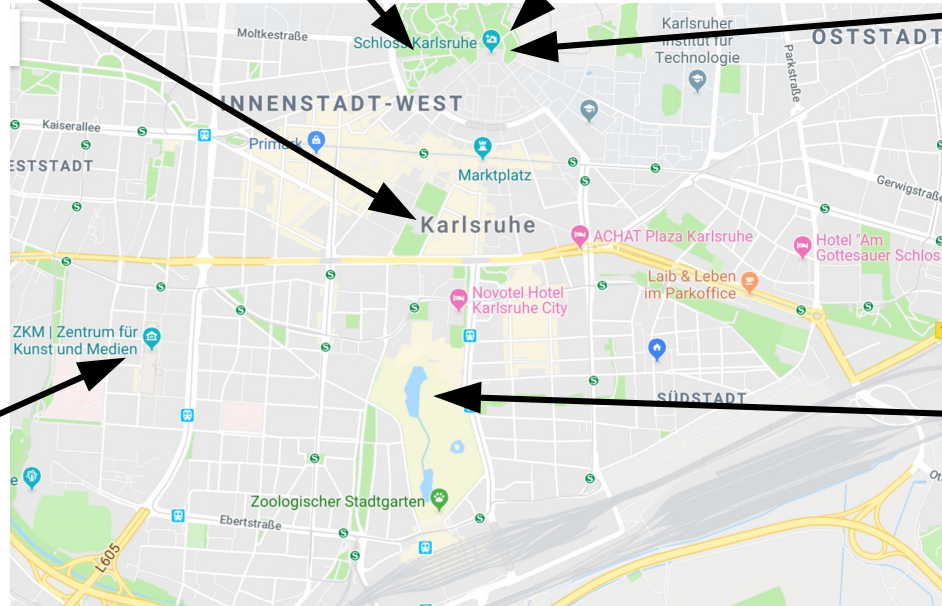 Moltkestraße
Schloss Karlsruhe
Karlsruher
Institut für
Technologie
OSTSTADT
Parkstraße
INNENSTADT-WEST
Kaiserallee
Primark
Marktplatz
ESTSTADT
Gerwigstraße
Karlsruhe
ACHAT Plaza Karlsruhe
Hotel "Am
Gottesauer Schlos
Laib & Leben
im Parkoffice
Novotel Hotel
Karlsruhe City
ZKM | Zentrum für
Kunst und Medien
SÜDSTADT
e
Zoologischer Stadtgarten
Ebertstraße
L605